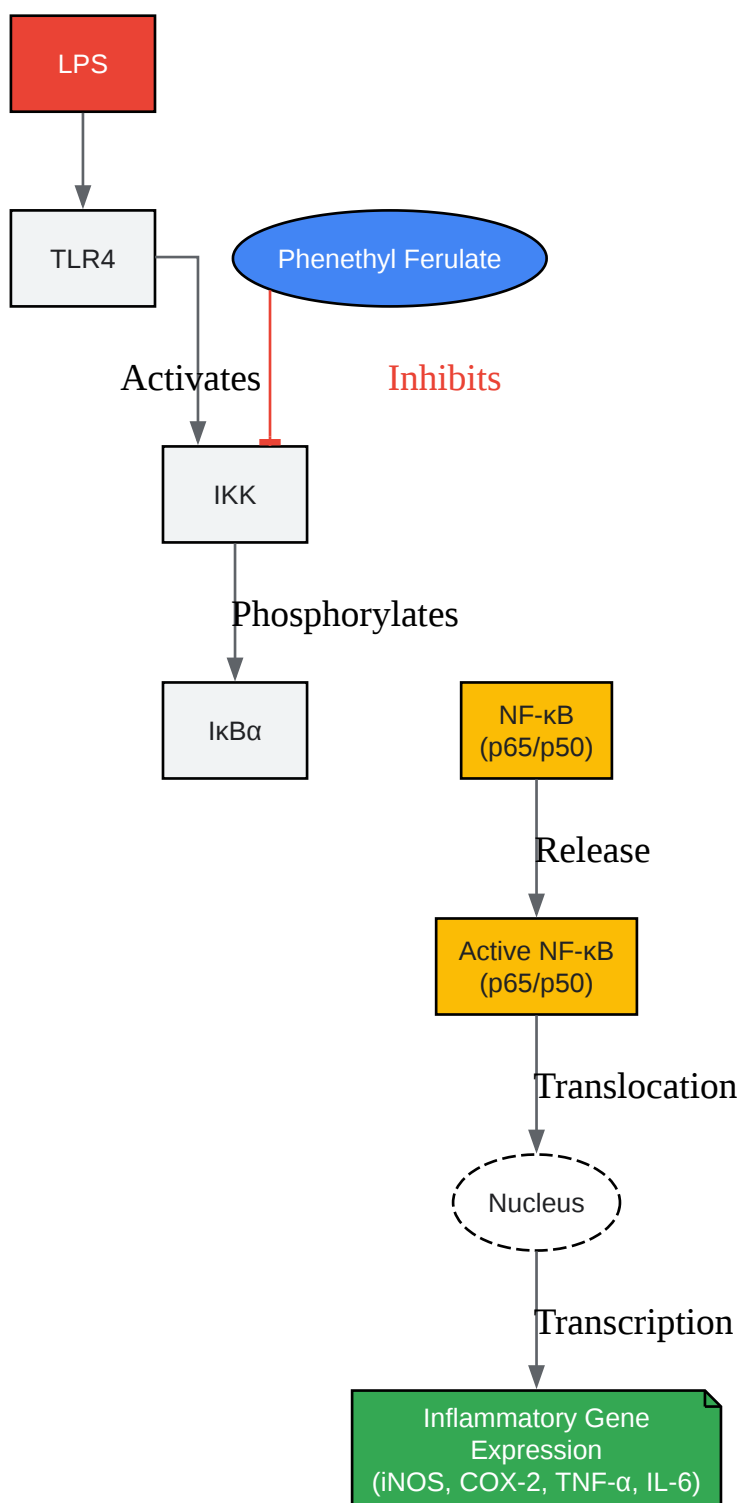 LPS
TLR4
Phenethyl Ferulate
Activates
Inhibits
IKK
Phosphorylates
IκBα
NF-κB
(p65/p50)
Release
Active NF-κB
(p65/p50)
Translocation
Nucleus
Transcription
Inflammatory Gene
Expression
(iNOS, COX-2, TNF-α, IL-6)